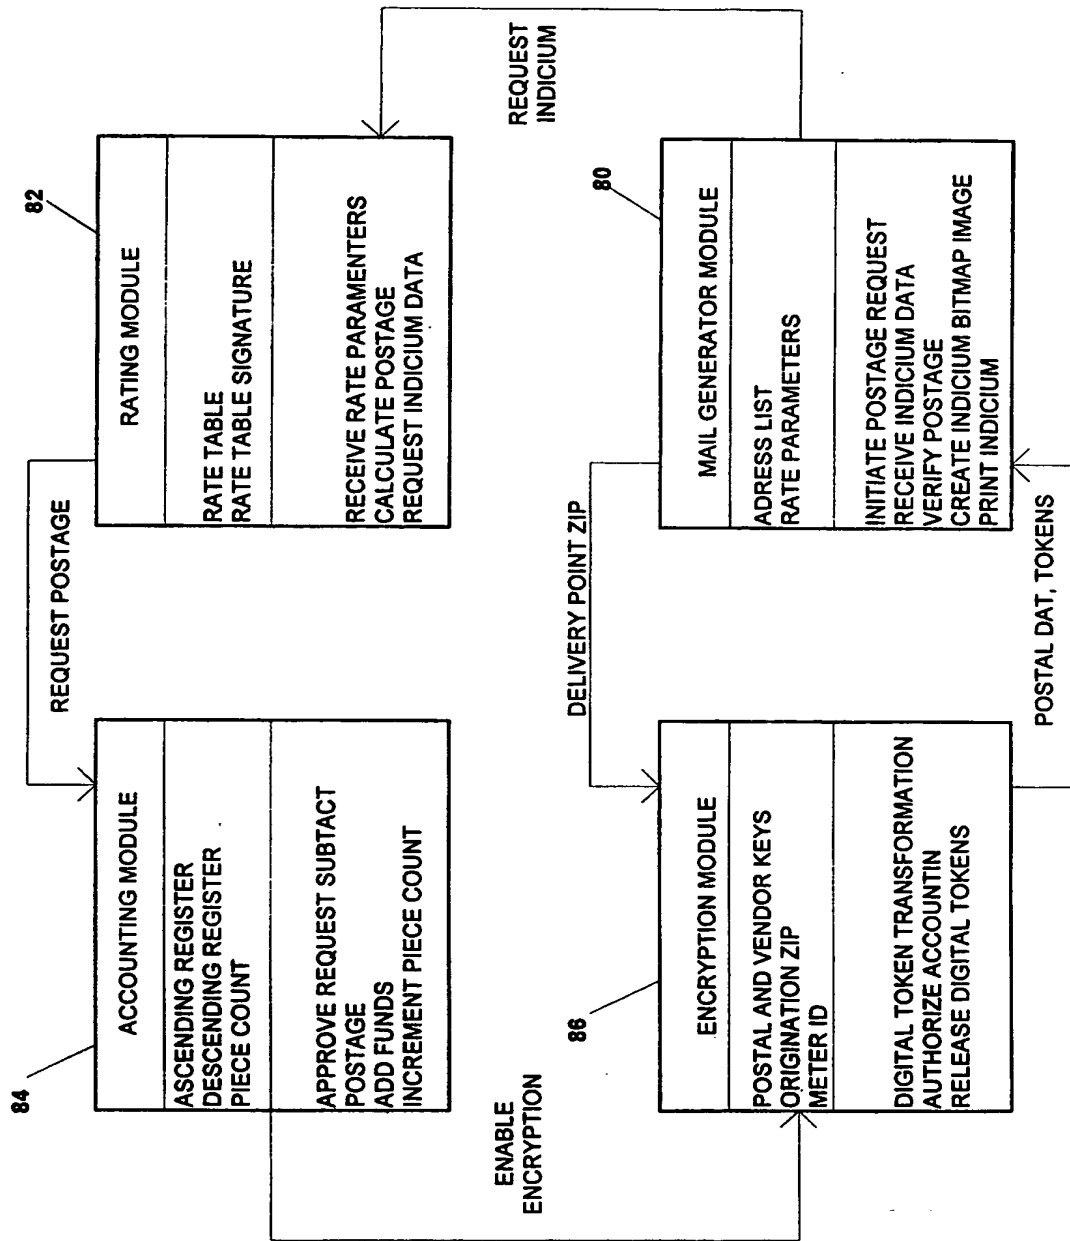 84
ACCOUNTING MODULE
ASCENDING REGISTER
DESCENDING REGISTER
PIECE COUNT
APPROVE REQUEST SUBTACT
POSTAGE
ADD FUNDS
INCREMENT PIECE COUNT
REQUEST POSTAGE
82
RATING MODULE
RATE TABLE
RATE TABLE SIGNATURE
RECEIVE RATE PARAMENTERS
CALCULATE POSTAGE
REQUEST INDICIUM DATA
REQUEST
INDICIUM
ENABLE
ENCRYPTION
86
ENCRYPTION MODULE
POSTAL AND VENDOR KEYS
ORIGINATION ZIP
METER ID
DIGITAL TOKEN TRANSFORMATION
AUTHORIZE ACCOUNTIN
RELEASE DIGITAL TOKENS
DELIVERY POINT ZIP
80
MAIL GENERATOR MODULE
ADRESS LIST
RATE PARAMETERS
INITIATE POSTAGE REQUEST
RECEIVE INDICIUM DATA
VERIFY POSTAGE
CREATE INDICIUM BITMAP IMAGE
PRINT INDICIUM
POSTAL DAT, TOKENS